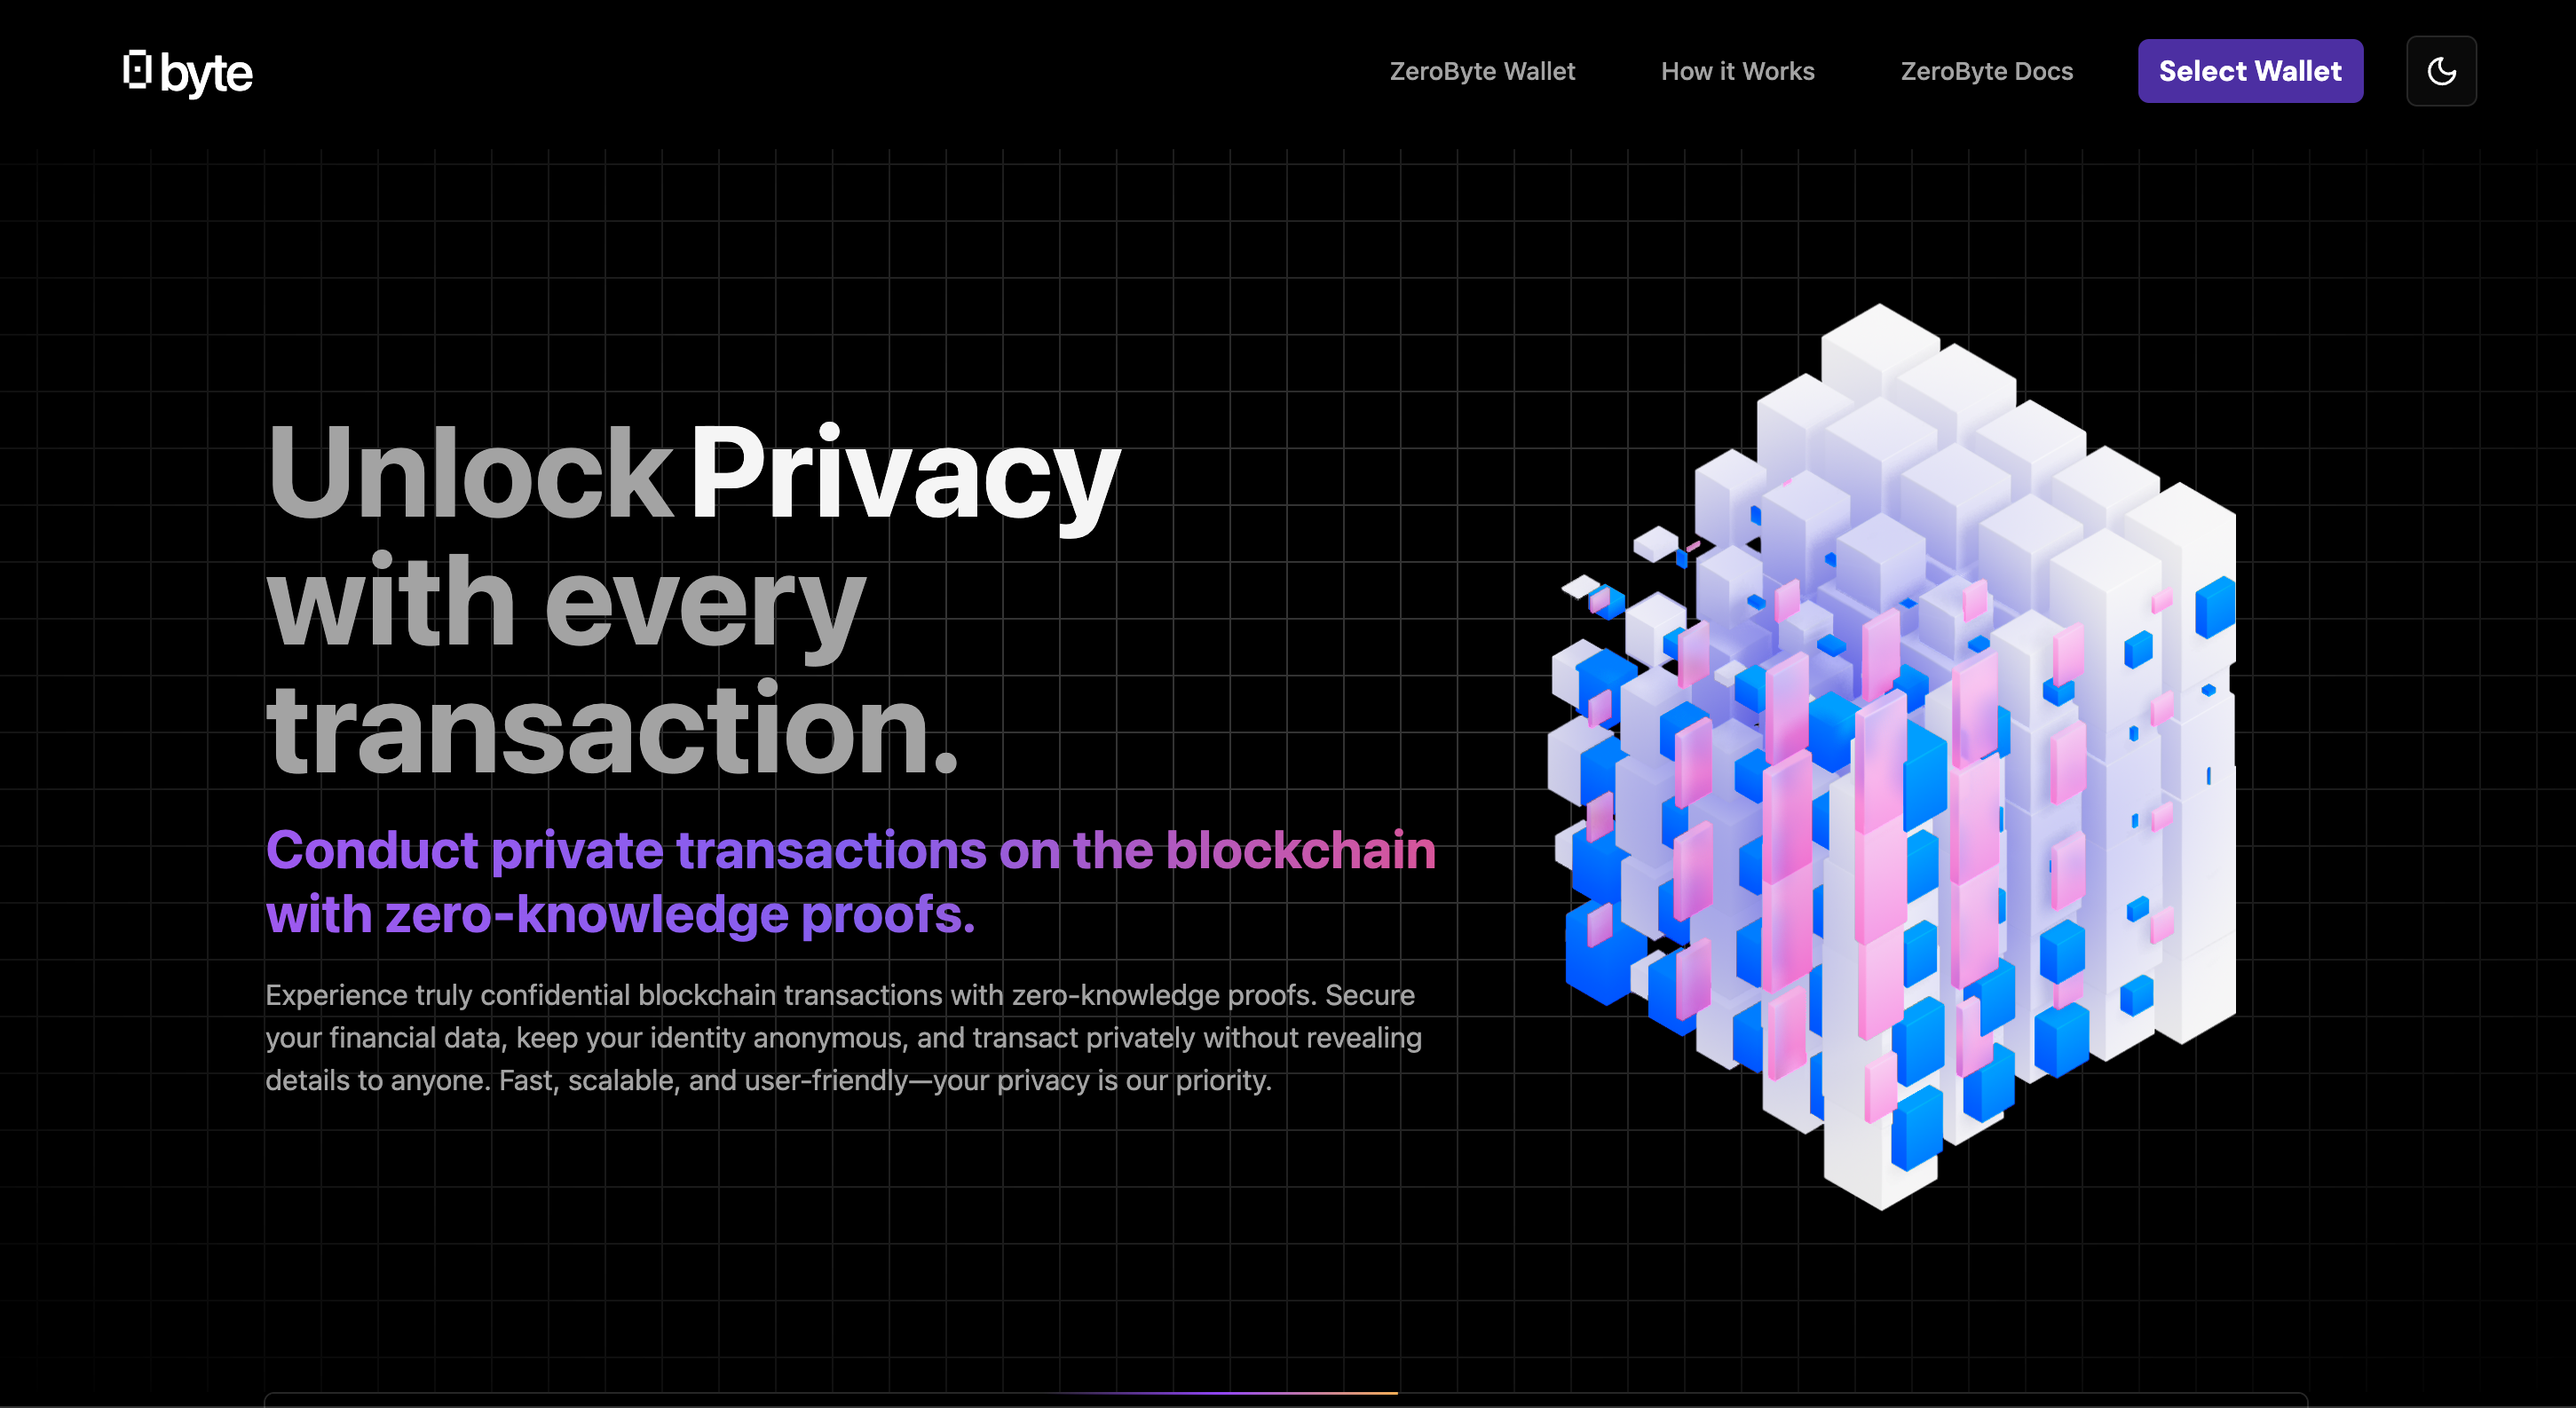 0byte
ZeroByte Wallet
How it Works
ZeroByte Docs
Select Wallet
Unlock Privacy
with every
transaction.
Conduct private transactions on the blockchain
with zero-knowledge proofs.
Experience truly confidential blockchain transactions with zero-knowledge proofs. Secure
your financial data, keep your identity anonymous, and transact privately without revealing
details to anyone. Fast, scalable, and user-friendly—your privacy is our priority.